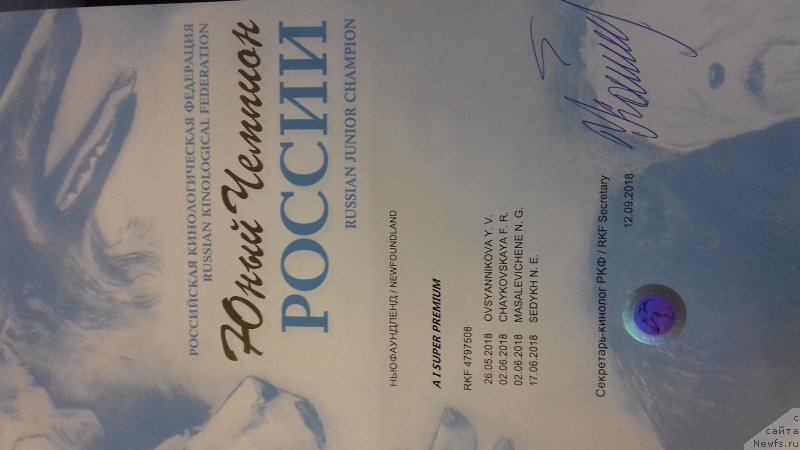 РОССИЙСКАЯ КИНОЛОГИЧЕСКАЯ ФЕДЕРАЦИЯ
RUSSIAN KINOLOGICAL FEDERATION
Юный Чемпион
РОССИИ
RUSSIAN JUNIOR CHAMPION
НЬЮФАУНДЛЕНД / NEWFOUNDLAND
A I SUPER PREMIUM
RKF 4797508
26.05.2018 OVSYANNIKOVA Y. V.
02.06.2018 CHAYKOVSKAYA F. R.
02.06.2018 MASALEVICHENE N. G.
17.06.2018 SEDYKH N. E.
Секретарь-кинолог РКФ / RKF Secretary
12.09.2018
с
сайта
Newfs.ru